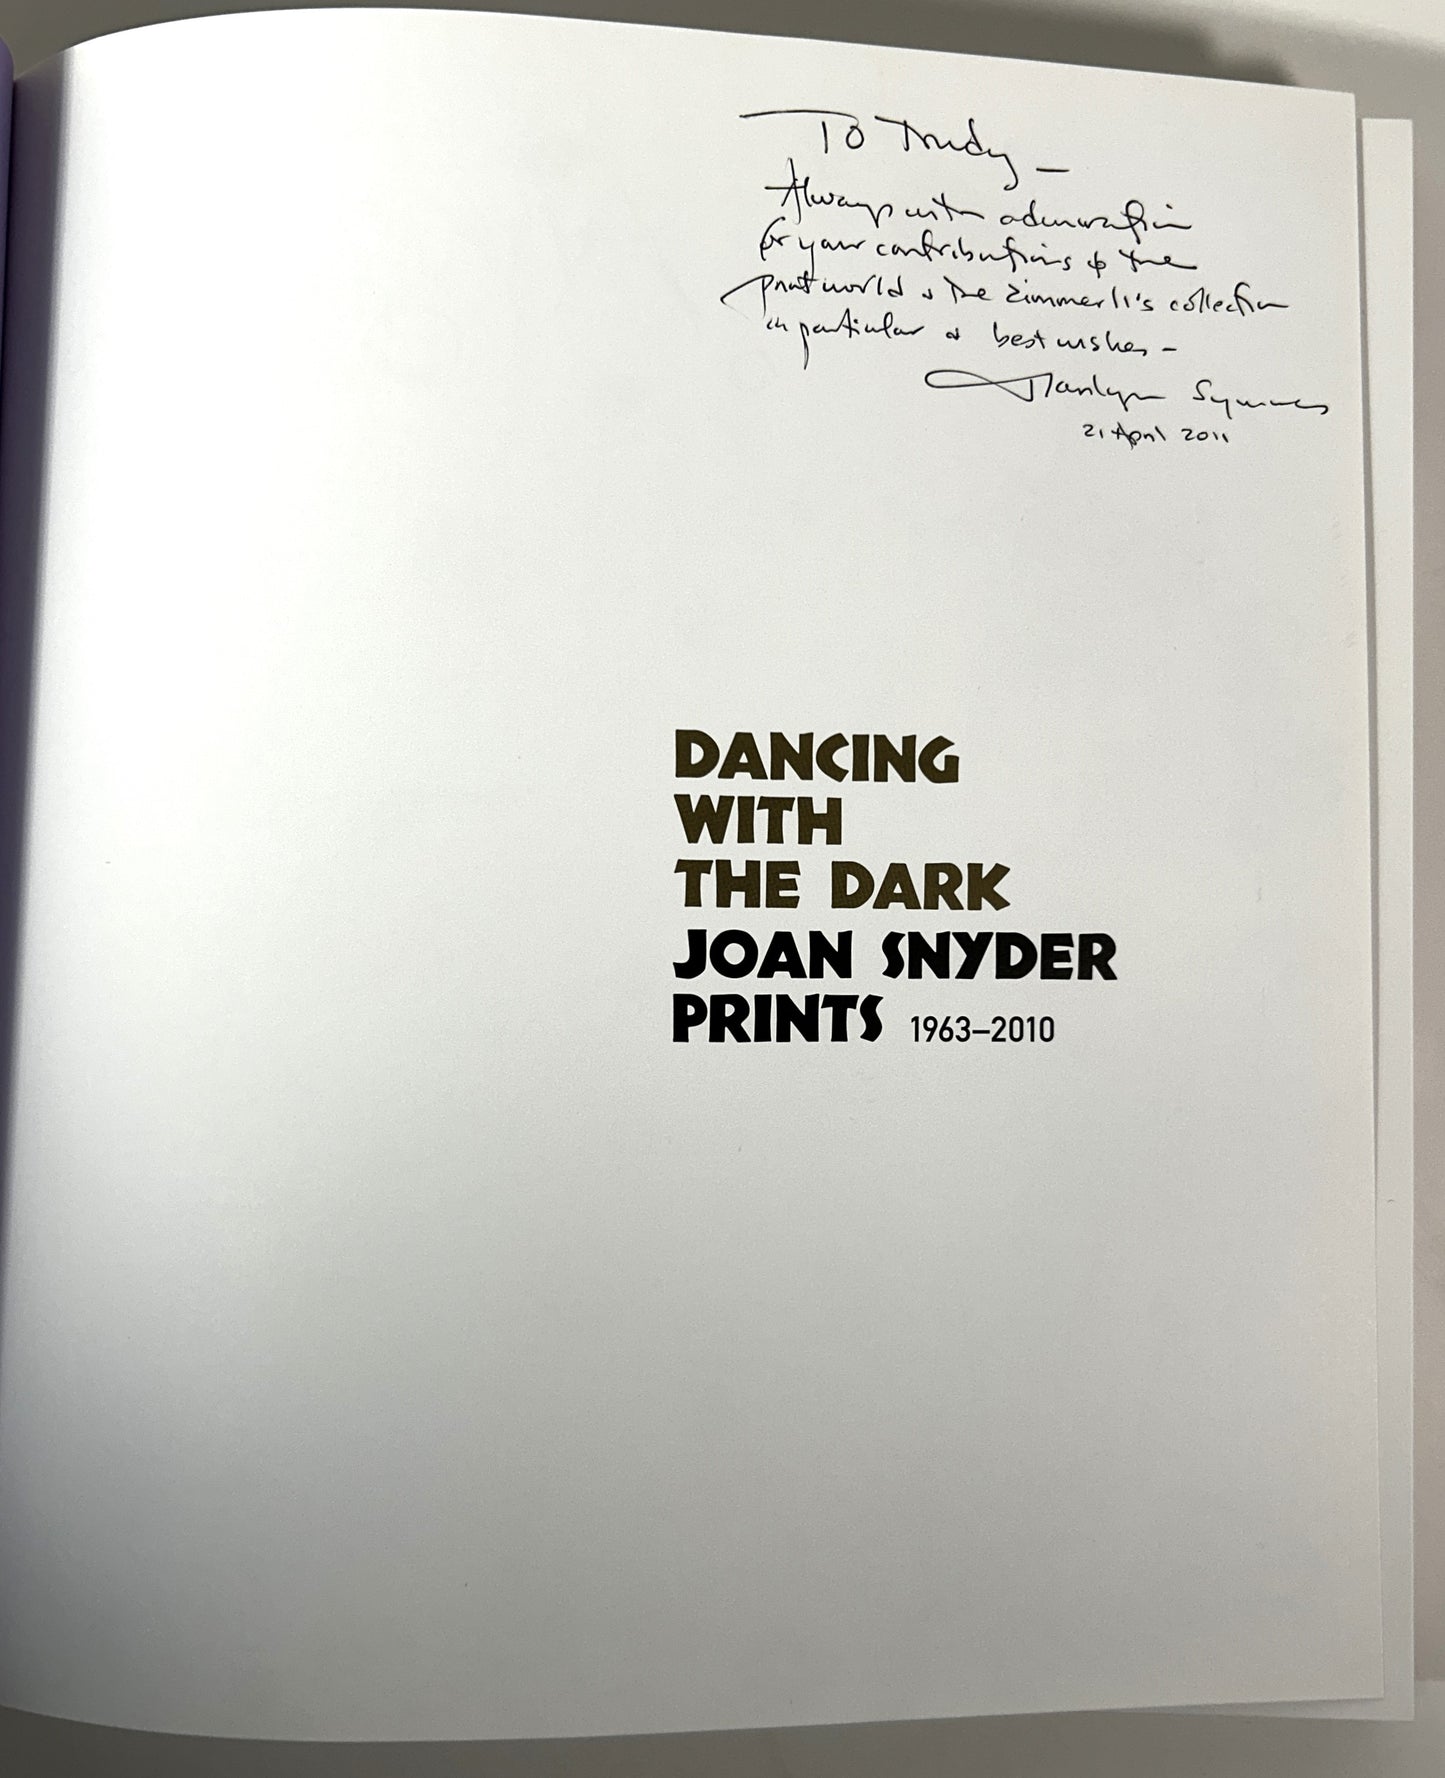 To Trudy —
Always with admiration
for your contributions to the
print world & the Zimmerli's collection
in particular & best wishes –
Marilyn Symmes
21 April 2011
DANCING
WITH
THE DARK
JOAN SNYDER
PRINTS 1963–2010